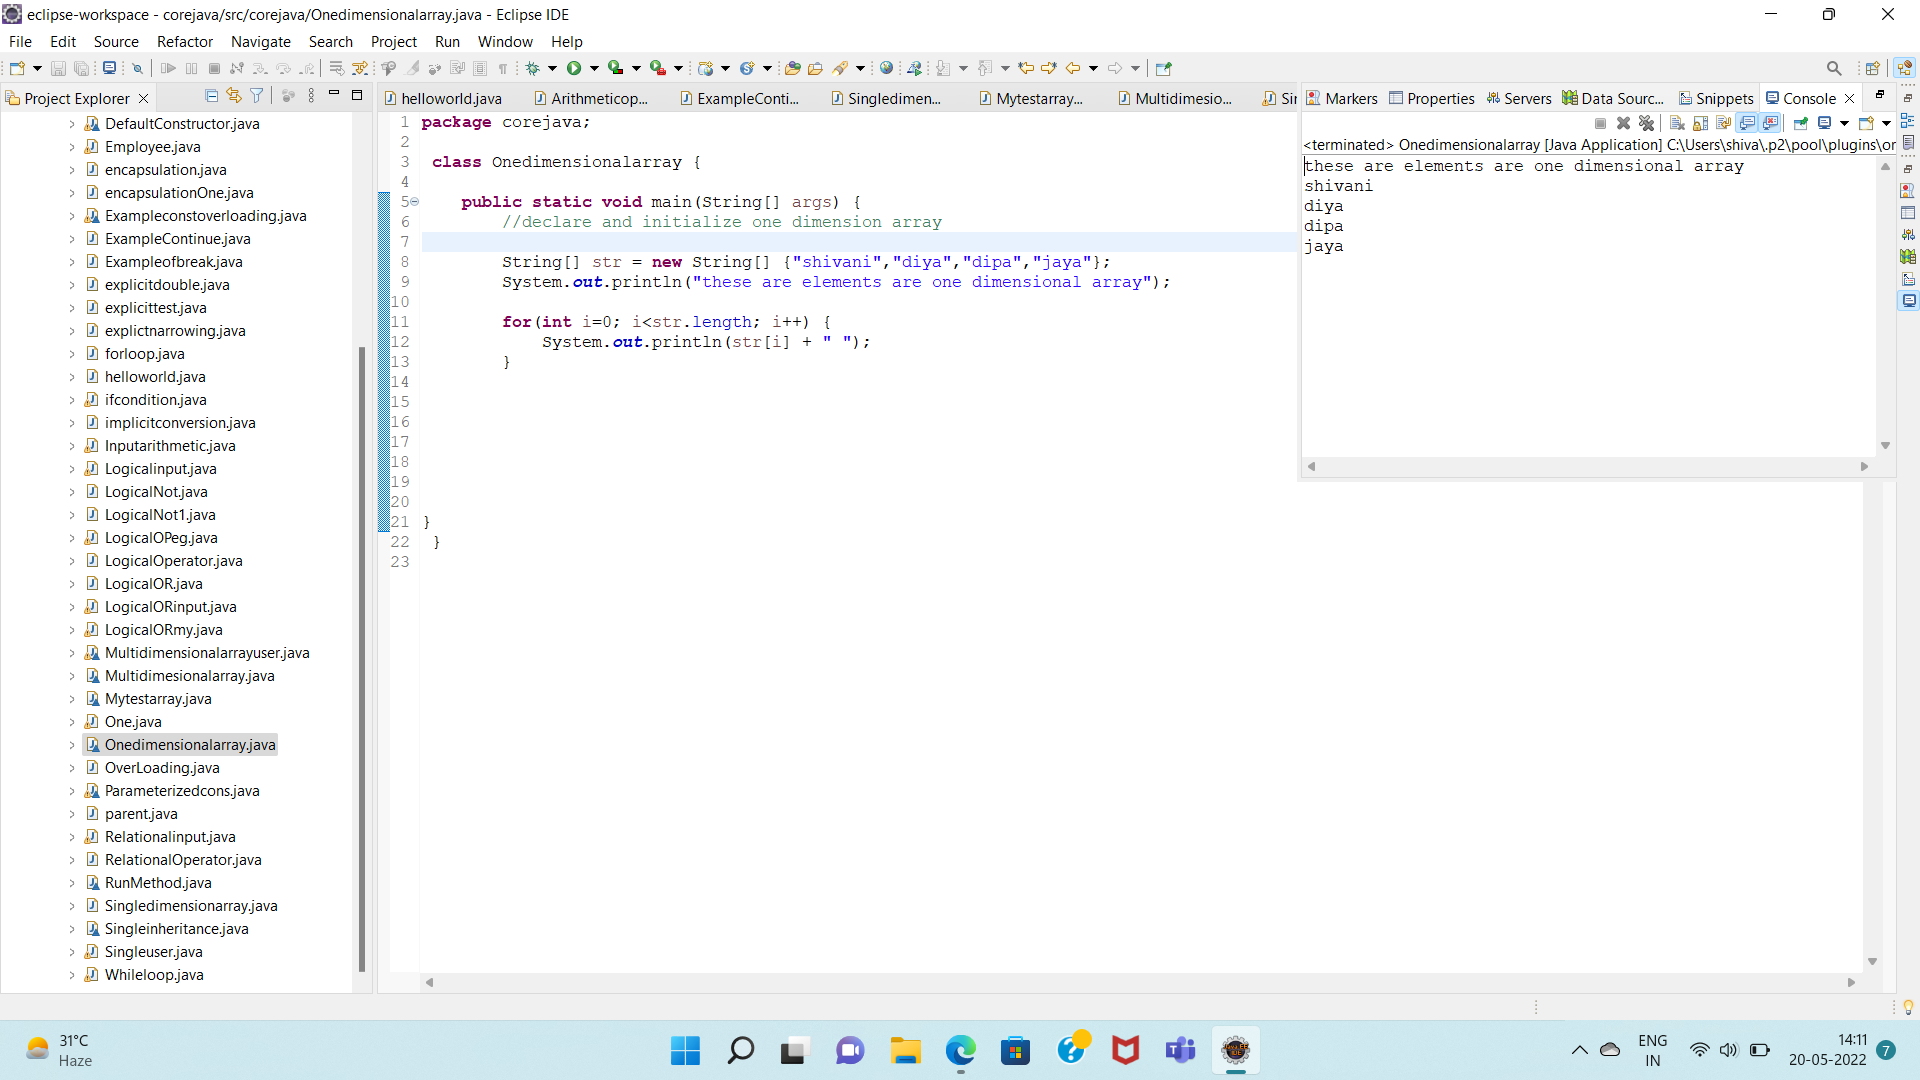 eclipse-workspace - corejava/src/corejava/Onedimensionalarray.java - Eclipse IDE
File Edit Source Refactor Navigate Search Project Run Window Help
Project Explorer
DefaultConstructor.java
Employee.java
encapsulation.java
encapsulationOne.java
Exampleconstoverloading.java
ExampleContinue.java
Exampleofbreak.java
explicitdouble.java
explicittest.java
explictnarrowing.java
forloop.java
helloworld.java
ifcondition.java
implicitconversion.java
Inputarithmetic.java
Logicalinput.java
LogicalNot.java
LogicalNot1.java
LogicalOPeg.java
LogicalOperator.java
LogicalOR.java
LogicalORinput.java
LogicalORmy.java
Multidimensionalarrayuser.java
Multidimesionalarray.java
Mytestarray.java
One.java
Onedimensionalarray.java
OverLoading.java
Parameterizedcons.java
parent.java
Relationalinput.java
RelationalOperator.java
RunMethod.java
Singledimensionarray.java
Singleinheritance.java
Singleuser.java
Whileloop.java
helloworld.java Arithmeticop... ExampleConti... Singledimen... Mytestarray... Multidimesio... Sir
1 package corejava;
2
3 class Onedimensionalarray {
4
5 public static void main(String[] args) {
6 //declare and initialize one dimension array
7
8 String[] str = new String[] {"shivani","diya","dipa","jaya"};
9 System.out.println("these are elements are one dimensional array");
10
11 for(int i=0; i<str.length; i++) {
12 System.out.println(str[i] + " ");
13 }
14
15
16
17
18
19
20
21 }
22 }
23
Markers Properties Servers Data Sourc... Snippets Console
<terminated> Onedimensionalarray [Java Application] C:\Users\shiva\.p2\pool\plugins\or
these are elements are one dimensional array
shivani
diya
dipa
jaya
31°C
Haze
ENG
IN
14:11
20-05-2022
7